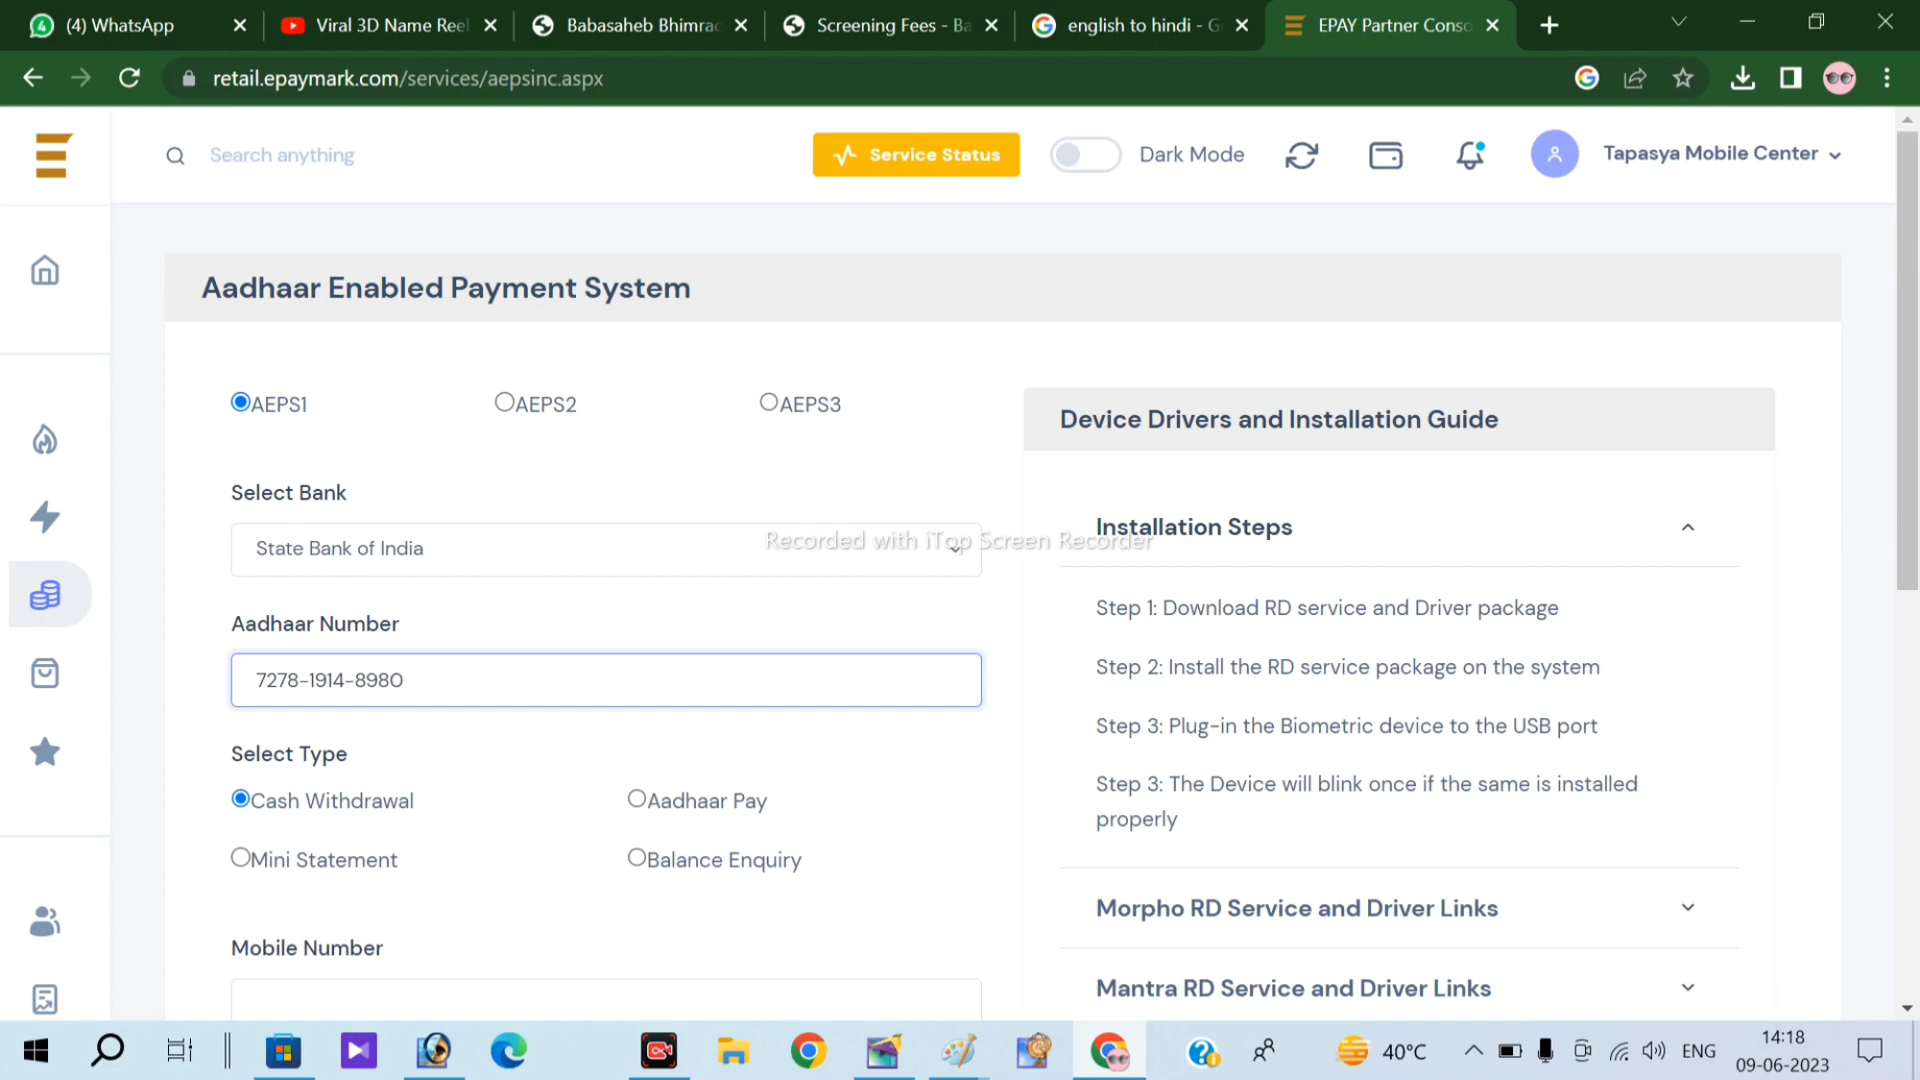 (4) WhatsApp
Viral 3D Name Reel
Babasaheb Bhimrac
Screening Fees - Ba
english to hindi - G
EPAY Partner Conso
retail.epaymark.com/services/aepsinc.aspx
Search anything
Service Status
Dark Mode
Tapasya Mobile Center
Aadhaar Enabled Payment System
AEPS1
AEPS2
AEPS3
Select Bank
State Bank of India
Aadhaar Number
7278-1914-8980
Select Type
Cash Withdrawal
Aadhaar Pay
Mini Statement
Balance Enquiry
Mobile Number
Device Drivers and Installation Guide
Recorded with iTop Screen Recorder
Installation Steps
Step 1: Download RD service and Driver package
Step 2: Install the RD service package on the system
Step 3: Plug-in the Biometric device to the USB port
Step 3: The Device will blink once if the same is installed
properly
Morpho RD Service and Driver Links
Mantra RD Service and Driver Links
40°C
ENG
14:18
09-06-2023